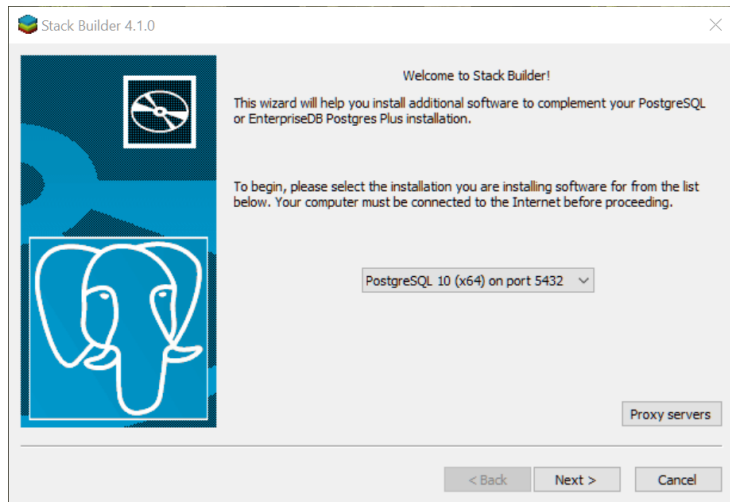 Stack Builder 4.1.0
Welcome to Stack Builder!
This wizard will help you install additional software to complement your PostgreSQL
or EnterpriseDB Postgres Plus installation.
To begin, please select the installation you are installing software for from the list
below. Your computer must be connected to the Internet before proceeding.
PostgreSQL 10 (x64) on port 5432
Proxy servers
< Back Next > Cancel